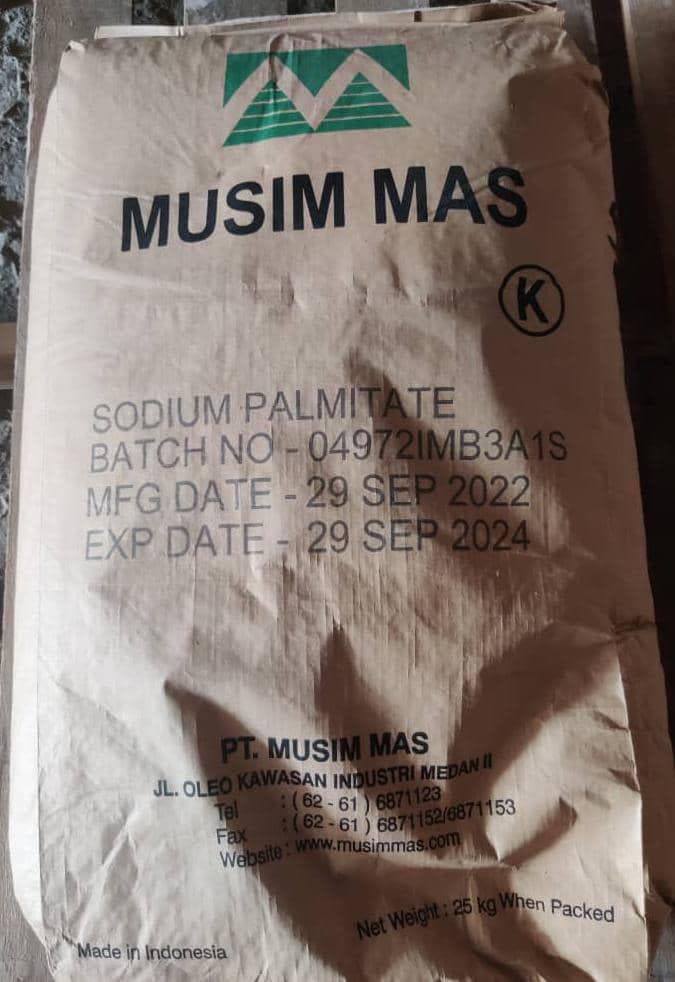 MUSIM MAS
K
SODIUM PALMITATE
BATCH NO - 04972IMB3A1S
MFG DATE - 29 SEP 2022
EXP DATE - 29 SEP 2024
PT. MUSIM MAS
JL. OLEO KAWASAN INDUSTRI MEDAN II
Tel : ( 62 - 61 ) 6871123
Fax : ( 62 - 61 ) 6871152/6871153
Website : www.musimmas.com
Net Weight : 25 kg When Packed
Made in Indonesia